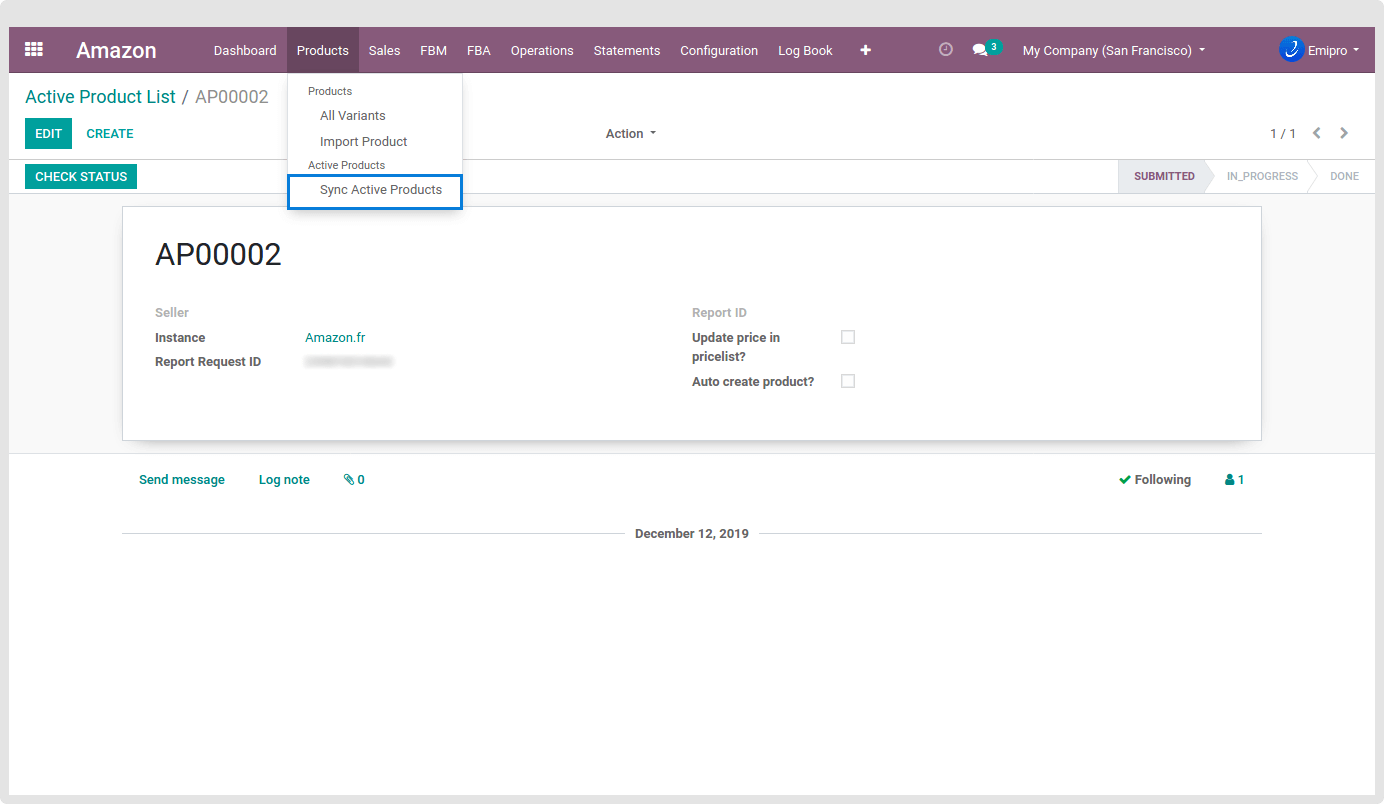 Amazon Dashboard Products Sales FBM FBA Operations Statements Configuration Log Book 3 My Company (San Francisco) Emipro
Active Product List / AP00002
Products
All Variants
EDIT CREATE Action 1 / 1
Import Product
Active Products
CHECK STATUS SUBMITTED IN_PROGRESS DONE
Sync Active Products
AP00002
Seller Report ID
Instance Amazon.fr Update price in
pricelist?
Report Request ID
Auto create product?
Send message Log note 0 Following 1
December 12, 2019